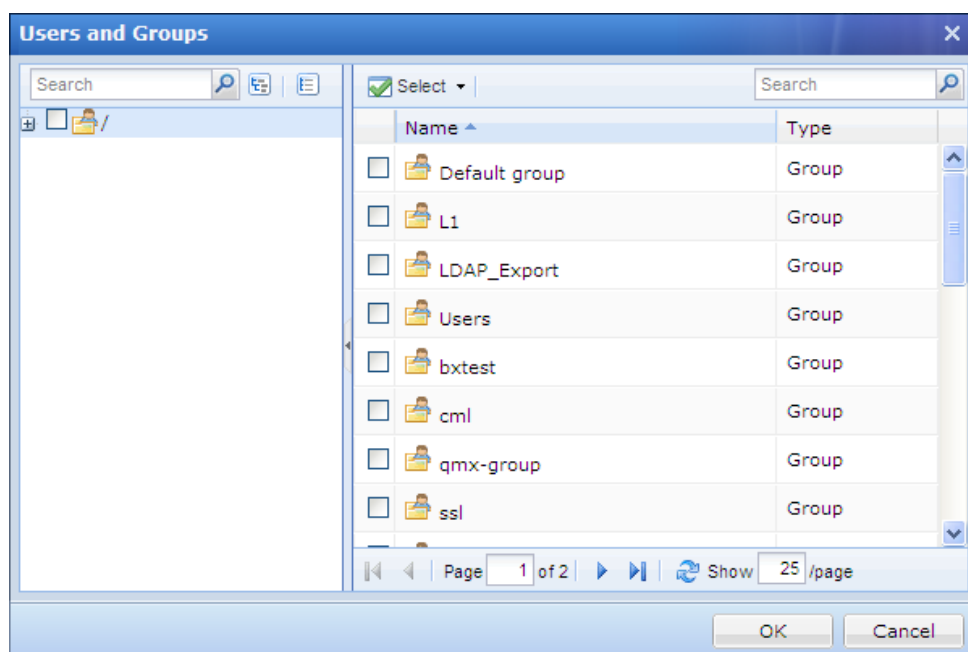 Users and Groups
Search
/
Select
Search
Name
Type
Default group
Group
L1
Group
LDAP_Export
Group
Users
Group
bxtest
Group
cml
Group
qmx-group
Group
ssl
Group
Page 1 of 2
Show 25 /page
OK
Cancel